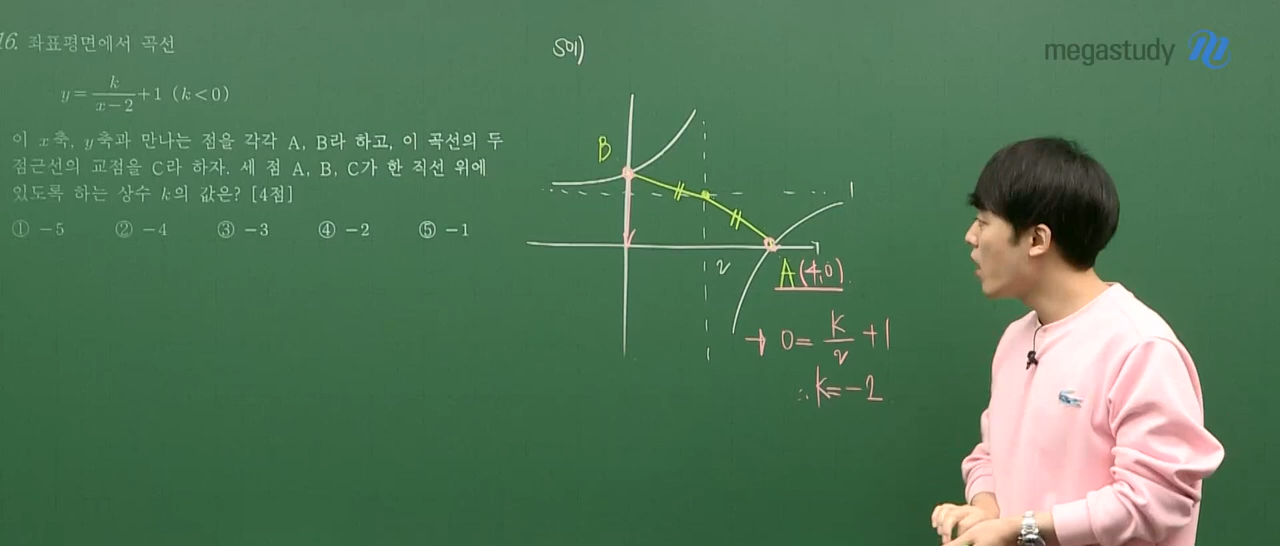 16. 좌표평면에서 곡선
y = k/(x-2) + 1 (k<0)
이 x축, y축과 만나는 점을 각각 A, B라 하고, 이 곡선의 두
점근선의 교점을 C라 하자. 세 점 A, B, C가 한 직선 위에
있도록 하는 상수 k의 값은? [4점]
① -5 ② -4 ③ -3 ④ -2 ⑤ -1
megastudy
B
1
2
A(4,0)
→ 0 = k/2 + 1
∴ k = -2